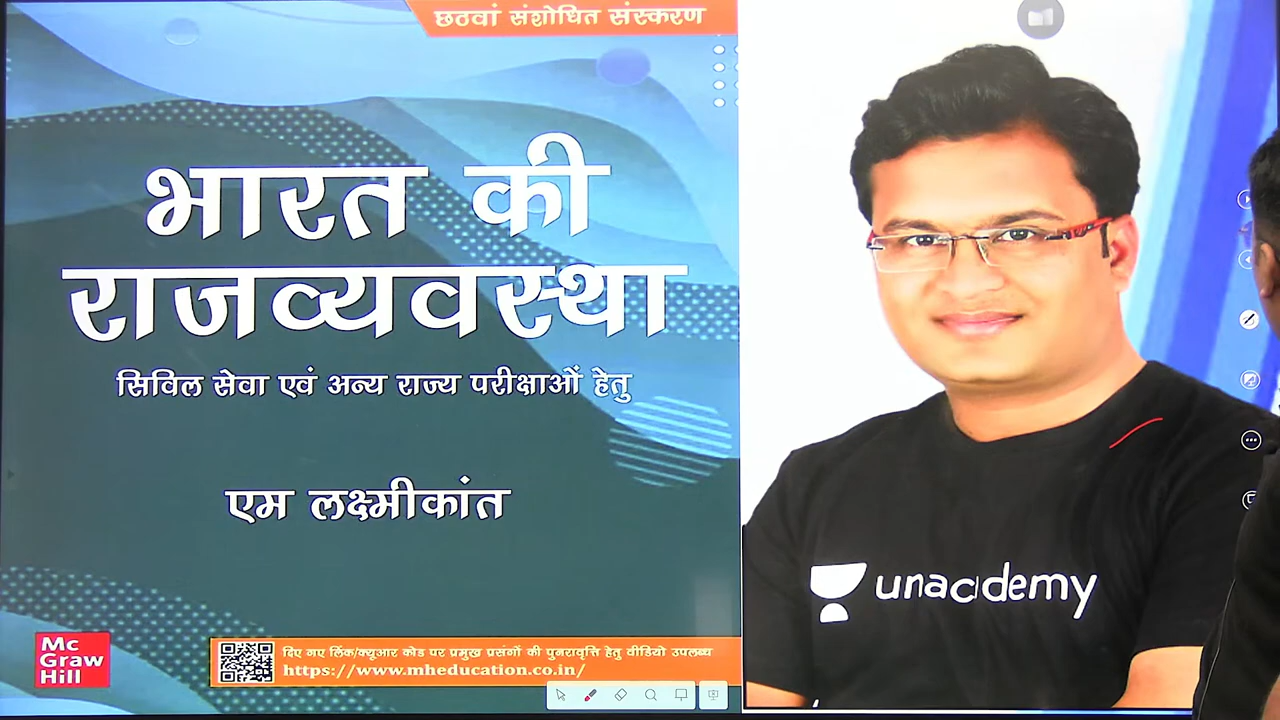 छठवां संशोधित संस्करण
भारत की
राजव्यवस्था
सिविल सेवा एवं अन्य राज्य परीक्षाओं हेतु
एम लक्ष्मीकांत
Mc
Graw
Hill
दिए गए लिंक/क्यूआर कोड पर प्रमुख प्रसंगों की पुनरावृत्ति हेतु वीडियो उपलब्ध
https://www.mheducation.co.in/
unacademy